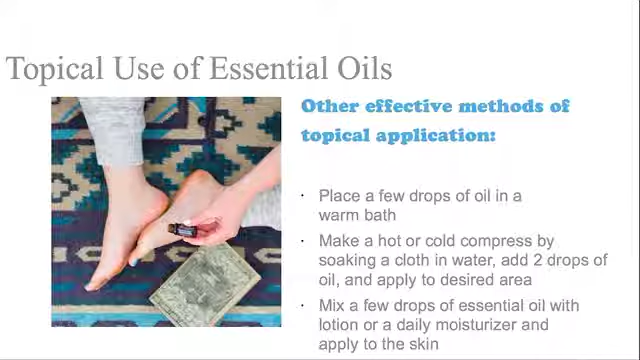 Topical Use of Essential Oils
Other effective methods of
topical application:
· Place a few drops of oil in a
warm bath
· Make a hot or cold compress by
soaking a cloth in water, add 2 drops of
oil, and apply to desired area
· Mix a few drops of essential oil with
lotion or a daily moisturizer and
apply to the skin